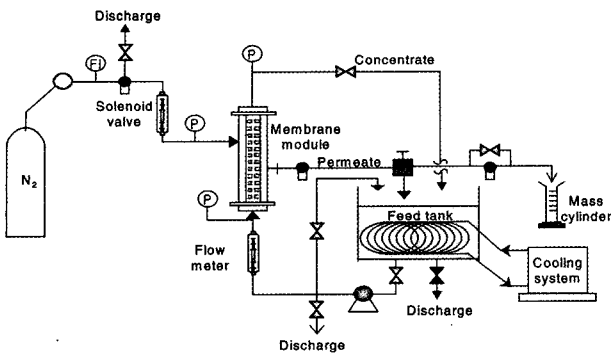 Discharge
P
Concentrate
FI
Solenoid
valve
P
Membrane
module
Permeate
N2
P
Feed tank
Mass
cylinder
Flow
meter
Cooling
system
Discharge
Discharge